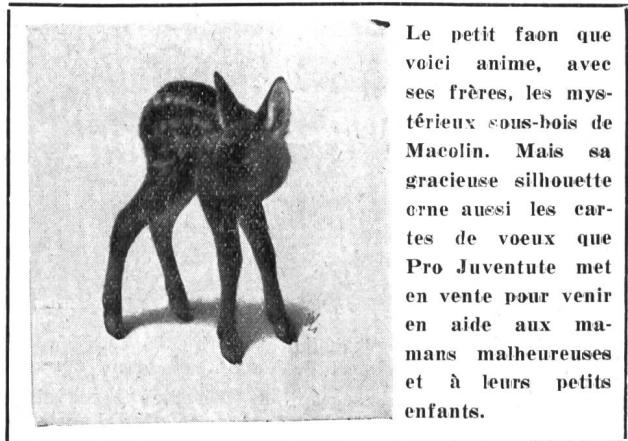 Le petit faon que
voici anime, avec
ses frères, les mys-
térieux sous-bois de
Macolin. Mais sa
gracieuse silhouette
orne aussi les car-
tes de voeux que
Pro Juventute met
en vente pour venir
en aide aux ma-
mans malheureuses
et à leurs petits
enfants.